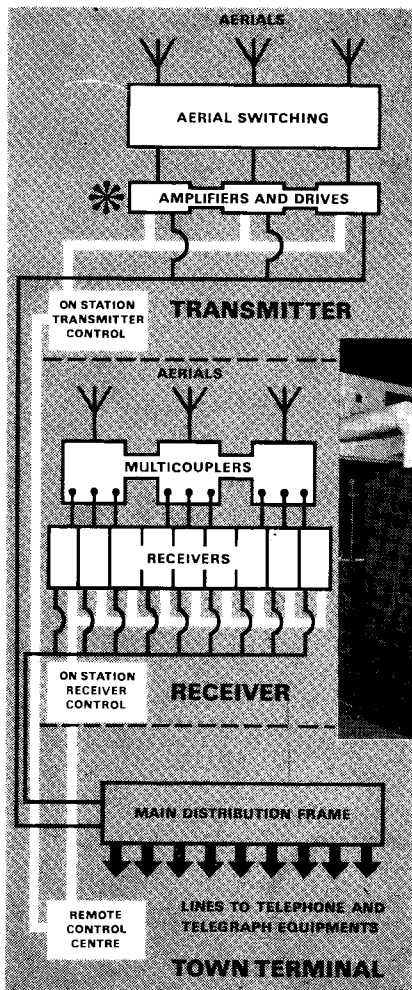 AERIALS
AERIAL SWITCHING
AMPLIFIERS AND DRIVES
ON STATION
TRANSMITTER
CONTROL
TRANSMITTER
AERIALS
MULTICOUPLERS
RECEIVERS
ON STATION
RECEIVER
CONTROL
RECEIVER
MAIN DISTRIBUTION FRAME
REMOTE
CONTROL
CENTRE
LINES TO TELEPHONE AND
TELEGRAPH EQUIPMENTS
TOWN TERMINAL